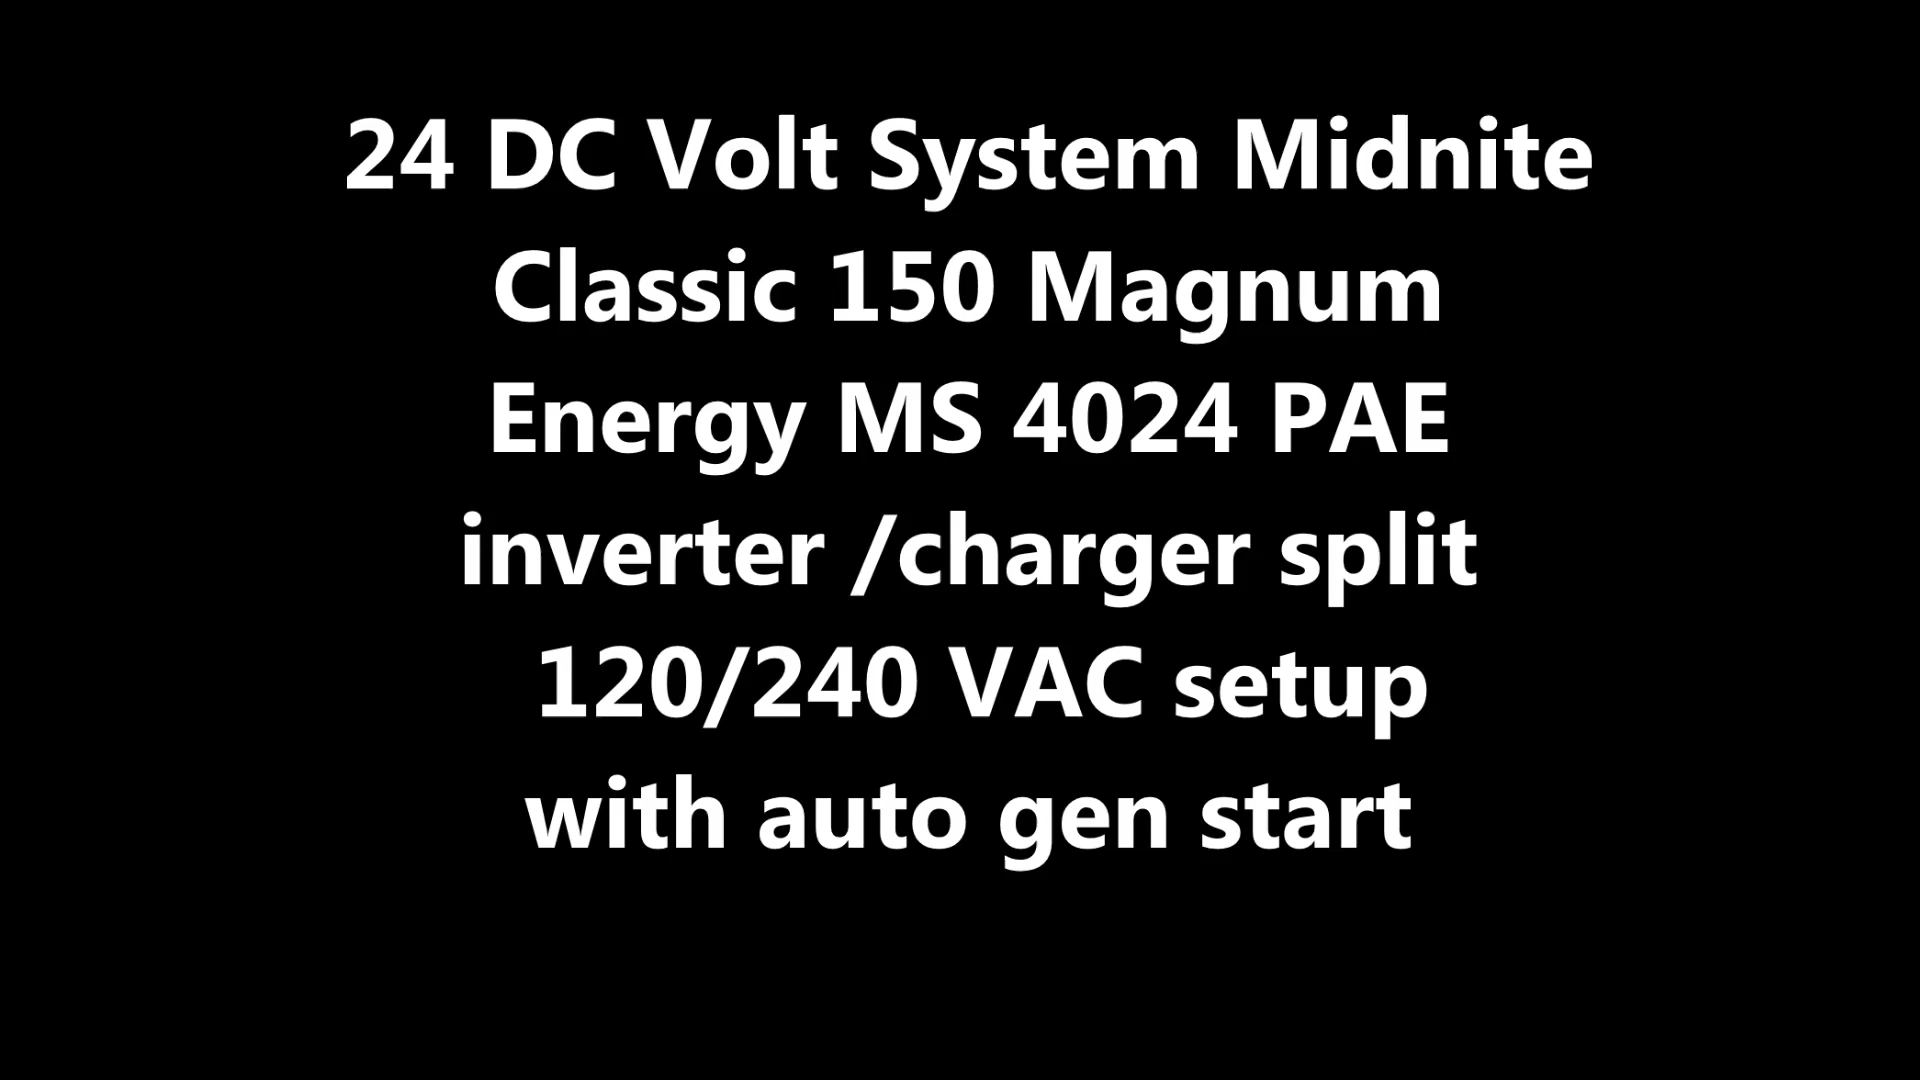 24 DC Volt System Midnite
Classic 150 Magnum
Energy MS 4024 PAE
inverter /charger split
120/240 VAC setup
with auto gen start